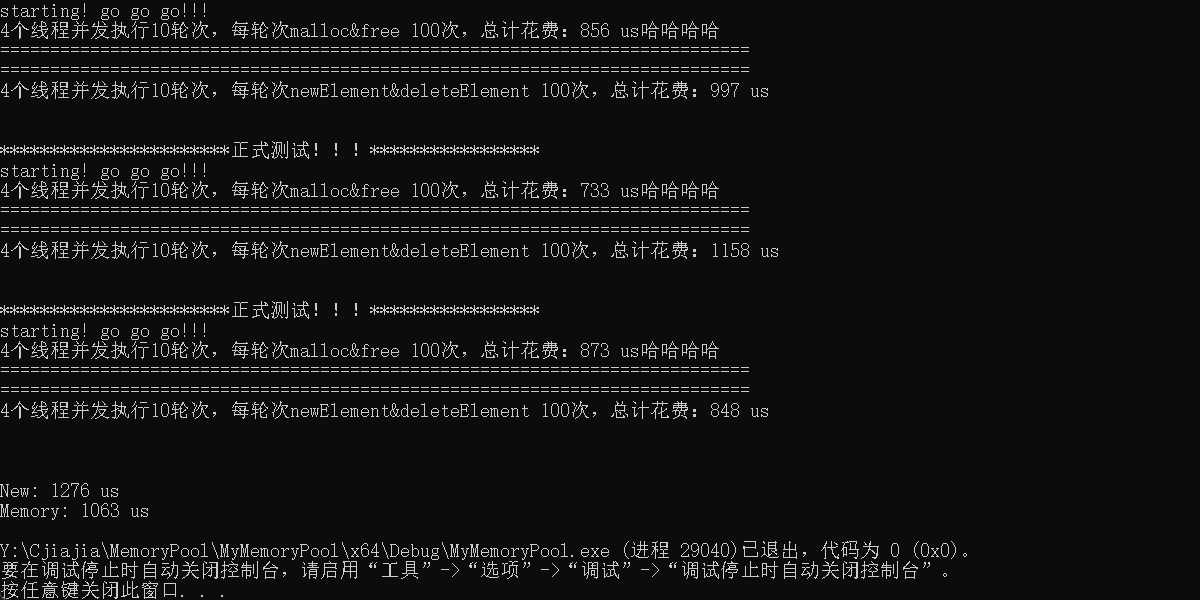 starting! go go go!!!
4个线程并发执行10轮次，每轮次malloc&free 100次，总计花费：856 us哈哈哈哈
===========================================================================
===========================================================================
4个线程并发执行10轮次，每轮次newElement&deleteElement 100次，总计花费：997 us
***********************正式测试！！！*****************
starting! go go go!!!
4个线程并发执行10轮次，每轮次malloc&free 100次，总计花费：733 us哈哈哈哈
===========================================================================
===========================================================================
4个线程并发执行10轮次，每轮次newElement&deleteElement 100次，总计花费：1158 us
***********************正式测试！！！*****************
starting! go go go!!!
4个线程并发执行10轮次，每轮次malloc&free 100次，总计花费：873 us哈哈哈哈
===========================================================================
===========================================================================
4个线程并发执行10轮次，每轮次newElement&deleteElement 100次，总计花费：848 us
New: 1276 us
Memory: 1063 us
Y:\Cjiajia\MemoryPool\MyMemoryPool\x64\Debug\MyMemoryPool.exe (进程 29040)已退出，代码为 0 (0x0)。
要在调试停止时自动关闭控制台，请启用“工具”->“选项”->“调试”->“调试停止时自动关闭控制台”。
按任意键关闭此窗口. . .